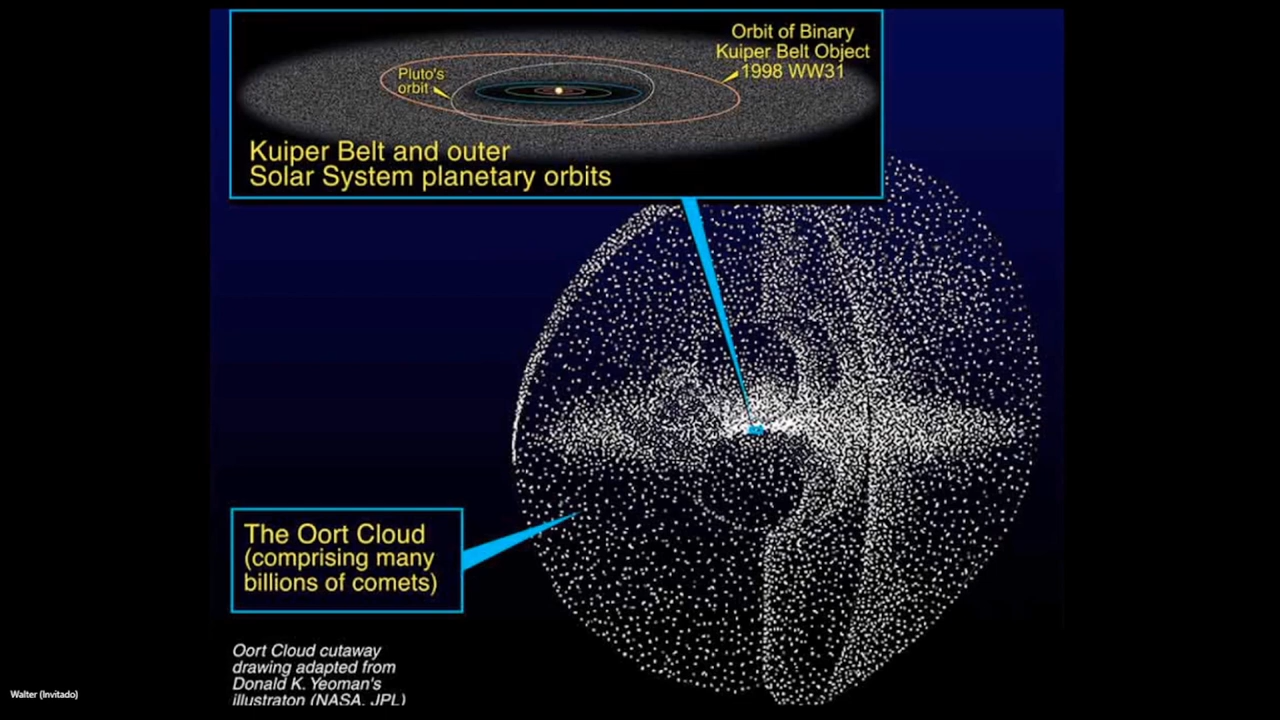 Orbit of Binary
Kuiper Belt Object
1998 WW31
Pluto's
orbit
Kuiper Belt and outer
Solar System planetary orbits
The Oort Cloud
(comprising many
billions of comets)
Oort Cloud cutaway
drawing adapted from
Donald K. Yeoman's
illustraton (NASA, JPL)
Walter (Invitado)